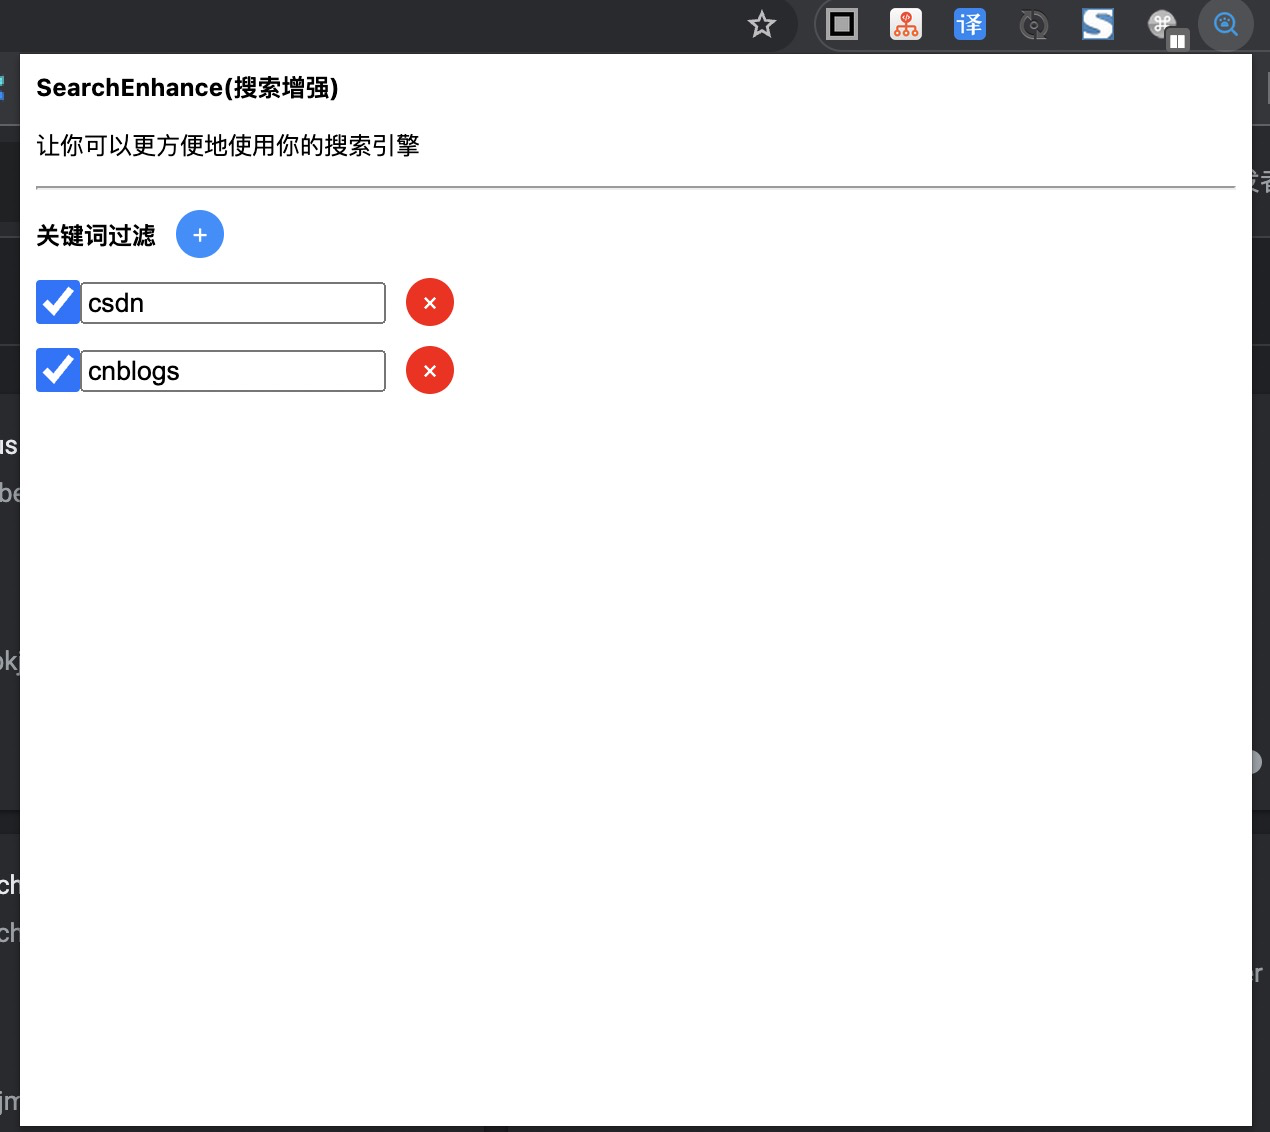 译
SearchEnhance(搜索增强)
让你可以更方便地使用你的搜索引擎
关键词过滤 +
csdn ×
cnblogs ×